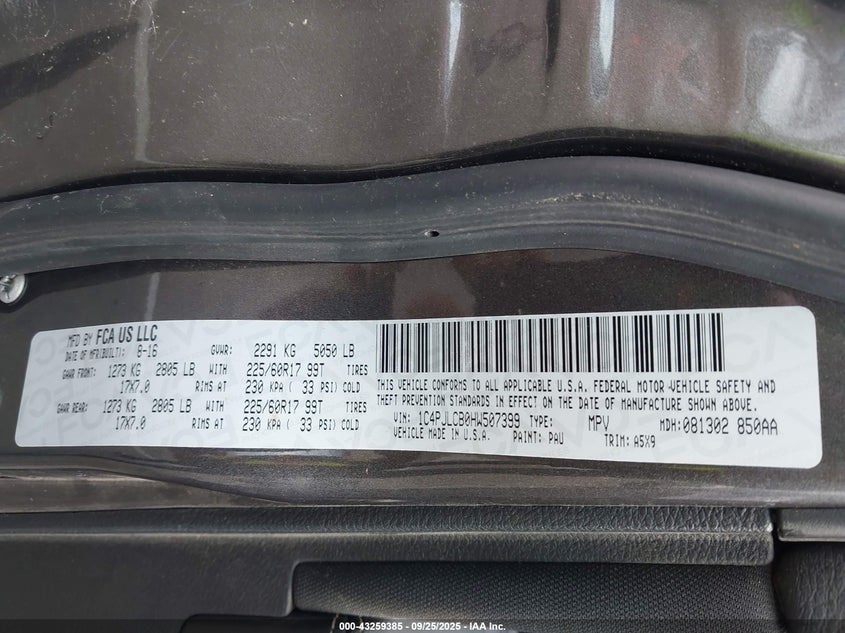 MFD BY FCA US LLC
DATE OF MFR(BUILT): 8-16 GVWR: 2291 KG 5050 LB
GAWR FRONT: 1273 KG 2805 LB WITH 225/60R17 99T TIRES
17X7.0 RIMS AT 230 KPA ( 33 PSI) COLD
GAWR REAR: 1273 KG 2805 LB WITH 225/60R17 99T TIRES
17X7.0 RIMS AT 230 KPA ( 33 PSI) COLD
THIS VEHICLE CONFORMS TO ALL APPLICABLE U.S.A. FEDERAL MOTOR VEHICLE SAFETY AND
THEFT PREVENTION STANDARDS IN EFFECT ON THE DATE OF MANUFACTURE SHOWN ABOVE.
VIN: 1C4PJLCB0HW507399 TYPE: MPV MDH: 081302 850AA
VEHICLE MADE IN U.S.A. PAINT: PAU TRIM: A5X9
000-43259385 - 09/25/2025 - IAA Inc.